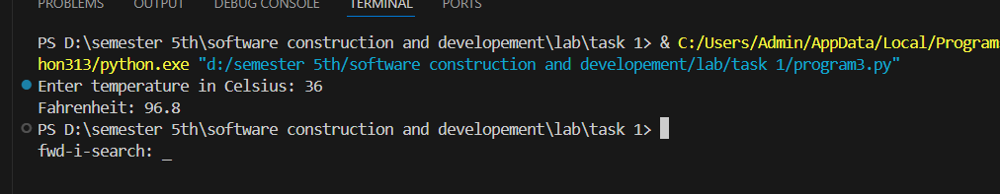 PROBLEMS OUTPUT DEBUG CONSOLE TERMINAL PORTS
PS D:\semester 5th\software construction and developement\lab\task 1> & C:/Users/Admin/AppData/Local/Program
hon313/python.exe "d:/semester 5th/software construction and developement/lab/task 1/program3.py"
Enter temperature in Celsius: 36
Fahrenheit: 96.8
PS D:\semester 5th\software construction and developement\lab\task 1>
fwd-i-search: _